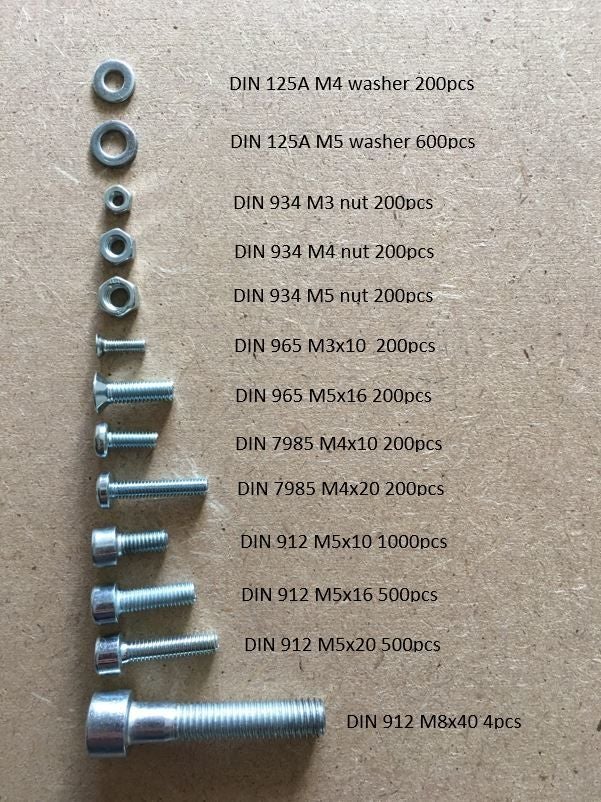 DIN 125A M4 washer 200pcs
DIN 125A M5 washer 600pcs
DIN 934 M3 nut 200pcs
DIN 934 M4 nut 200pcs
DIN 934 M5 nut 200pcs
DIN 965 M3x10  200pcs
DIN 965 M5x16 200pcs
DIN 7985 M4x10 200pcs
DIN 7985 M4x20 200pcs
DIN 912 M5x10 1000pcs
DIN 912 M5x16 500pcs
DIN 912 M5x20 500pcs
DIN 912 M8x40 4pcs